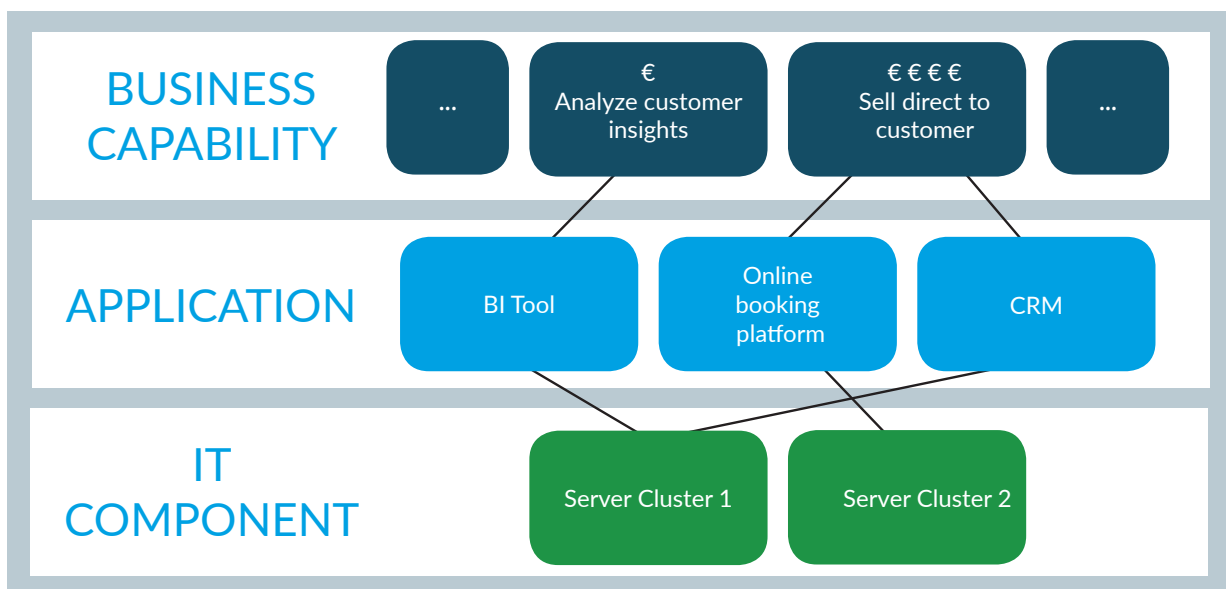 BUSINESS
CAPABILITY
...
€
Analyze customer
insights
€ € € €
Sell direct to
customer
...
APPLICATION
BI Tool
Online
booking
platform
CRM
IT
COMPONENT
Server Cluster 1
Server Cluster 2